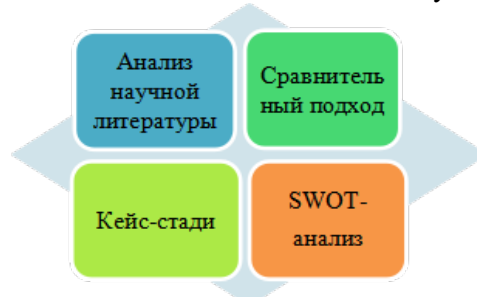 Анализ
научной
литературы
Сравнитель
ный подход
Кейс-стади
SWOT-
анализ